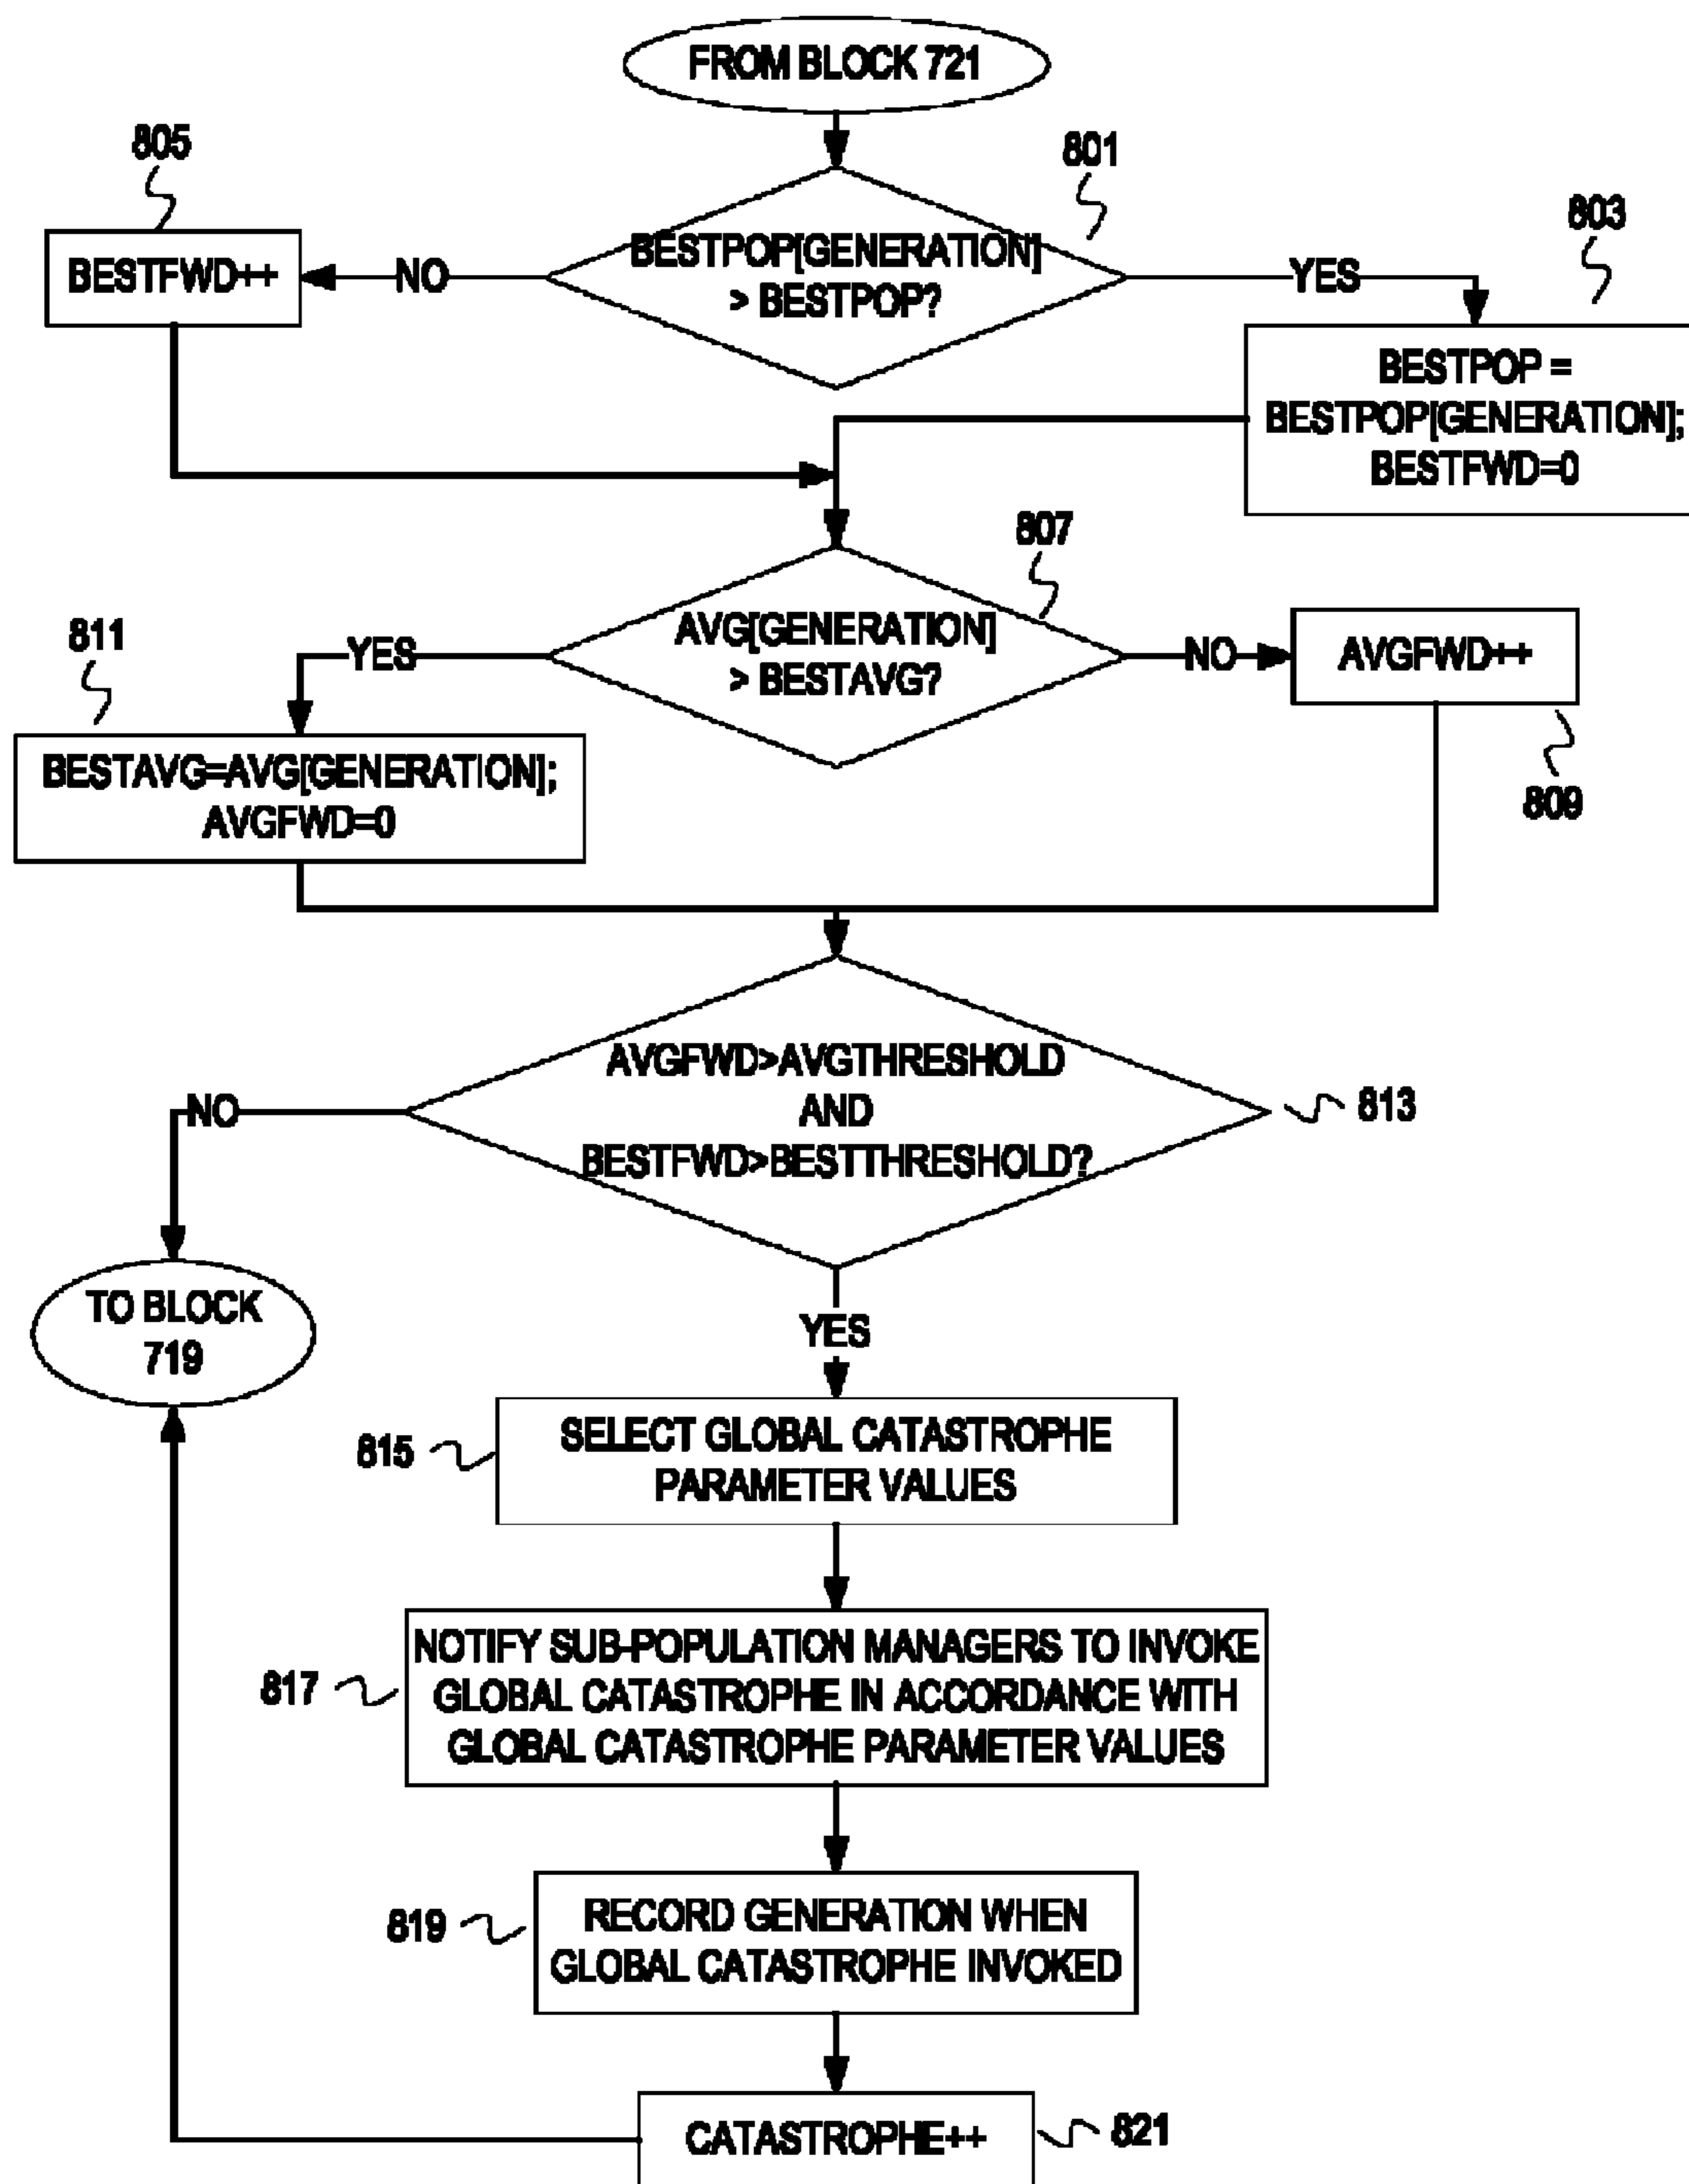 FROM BLOCK 721
805
801
803
BESTFWD++
NO
BESTPOP[GENERATION]
> BESTPOP?
YES
BESTPOP =
BESTPOP[GENERATION];
BESTFWD=0
807
811
YES
AVG[GENERATION]
> BESTAVG?
NO
AVGFWD++
BESTAVG=AVG[GENERATION];
AVGFWD=0
809
AVGFWD>AVGTHRESHOLD
AND
BESTFWD>BESTTHRESHOLD?
NO
813
TO BLOCK
719
YES
815
SELECT GLOBAL CATASTROPHE
PARAMETER VALUES
817
NOTIFY SUB-POPULATION MANAGERS TO INVOKE
GLOBAL CATASTROPHE IN ACCORDANCE WITH
GLOBAL CATASTROPHE PARAMETER VALUES
819
RECORD GENERATION WHEN
GLOBAL CATASTROPHE INVOKED
CATASTROPHE++
821